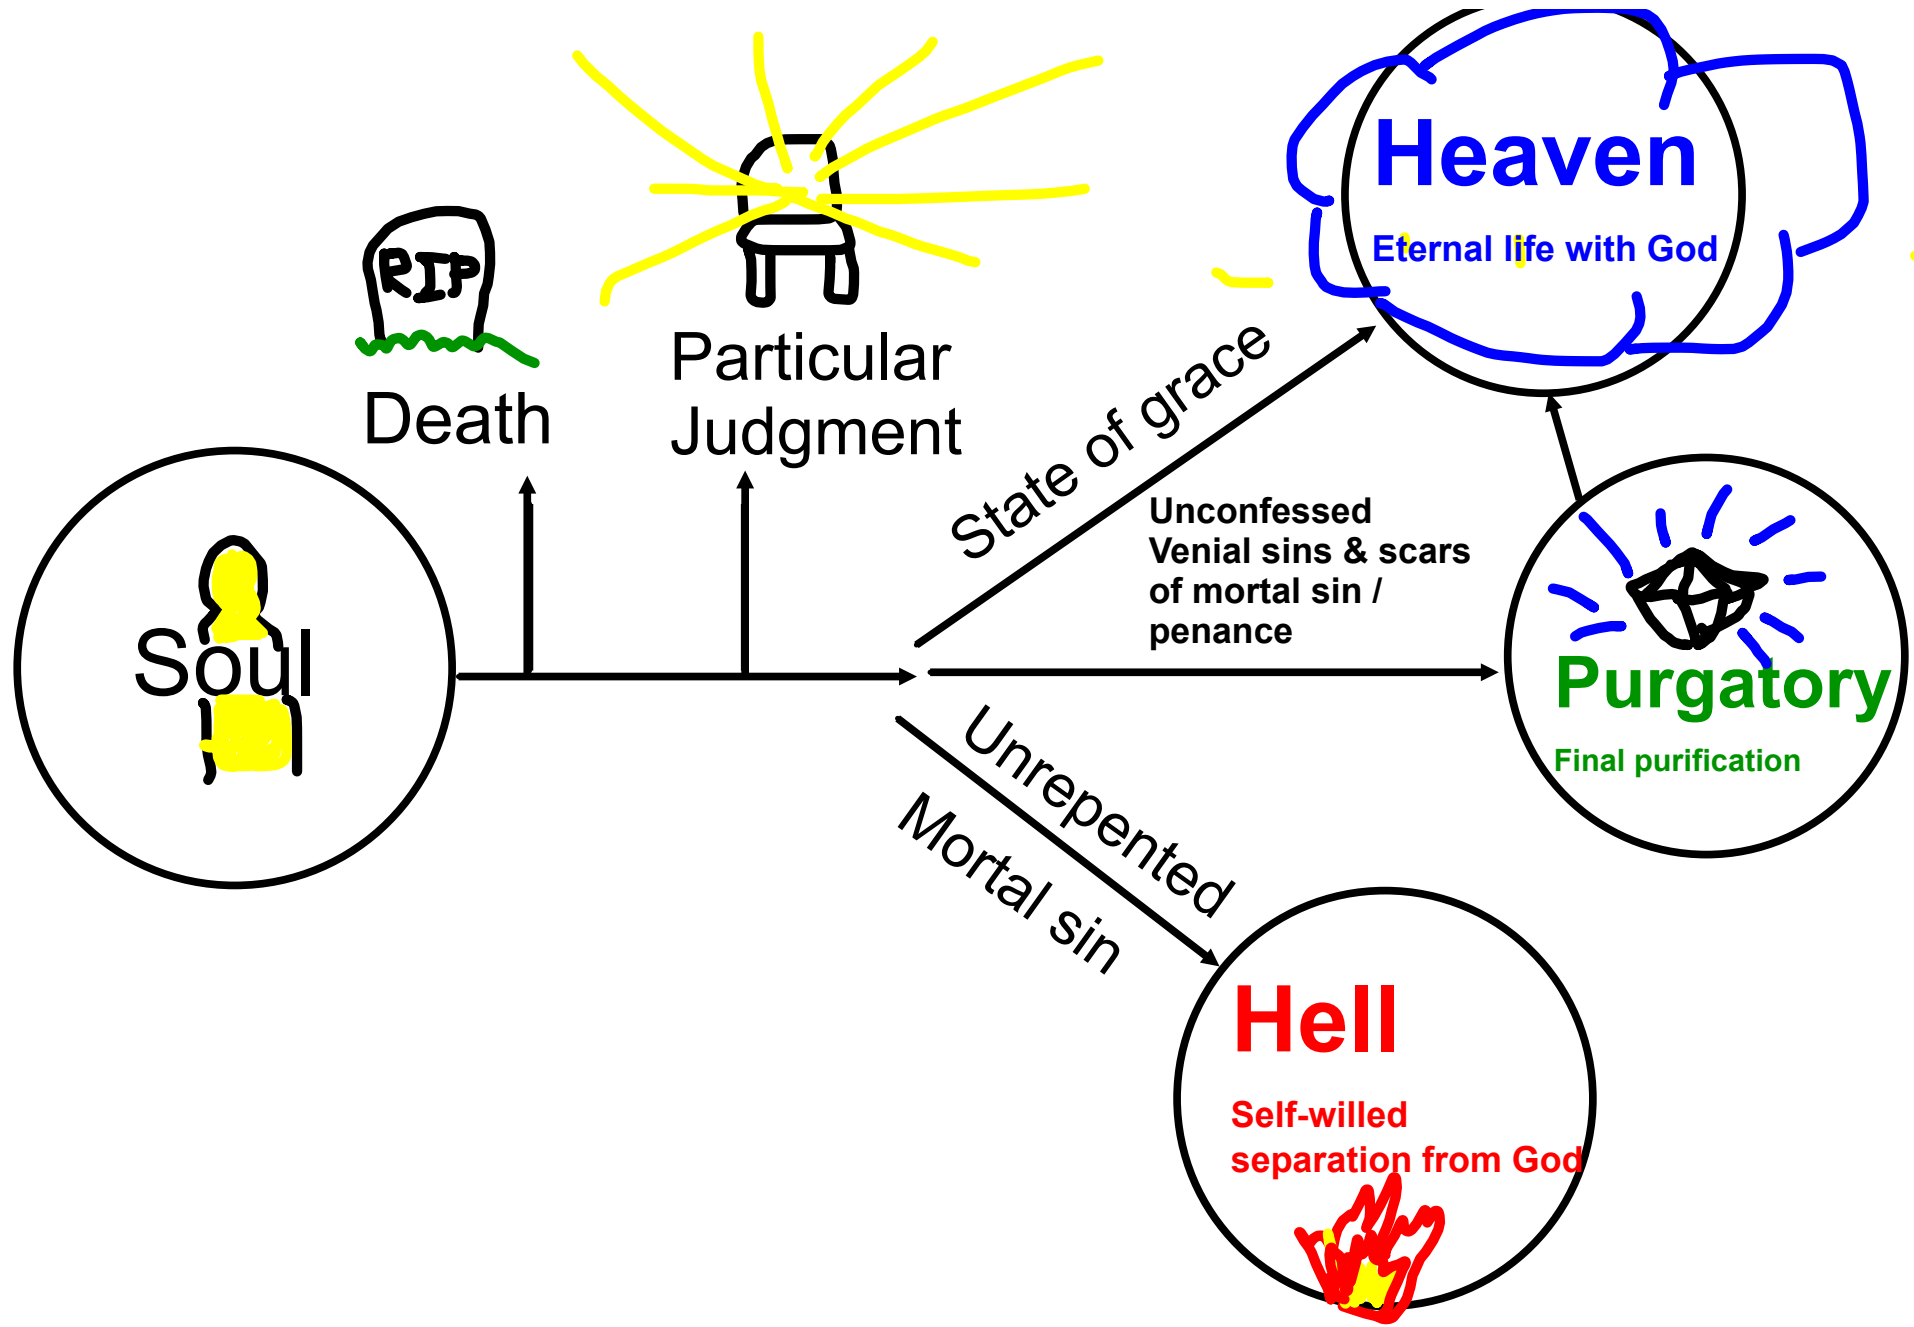 RIP
Death
Particular
Judgment
Soul
Heaven
Eternal life with God
State of grace
Unconfessed
Venial sins & scars
of mortal sin /
penance
Purgatory
Final purification
Unrepented
Mortal sin
Hell
Self-willed
separation from God